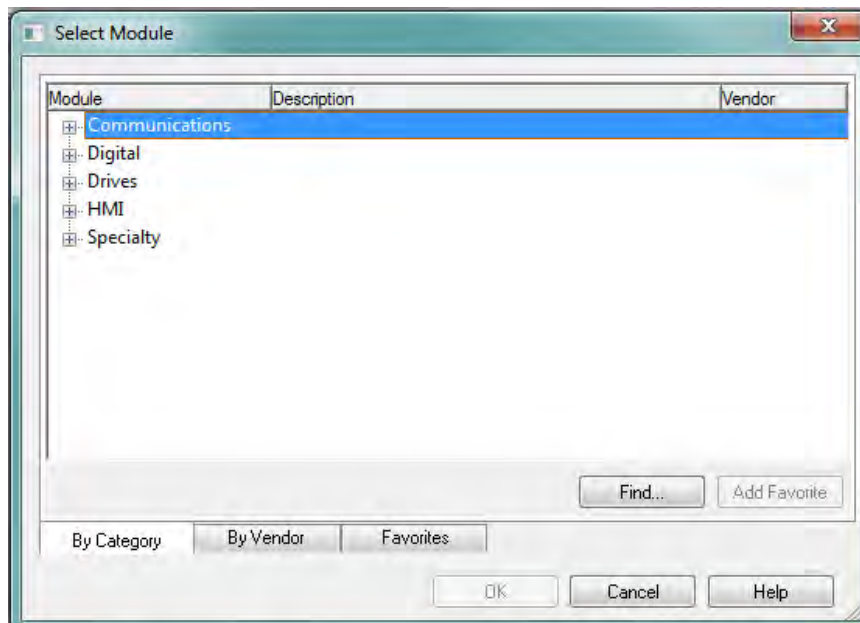 Select Module
Module Description Vendor
Communications
Digital
Drives
HMI
Specialty
Find... Add Favorite
By Category By Vendor Favorites
OK Cancel Help